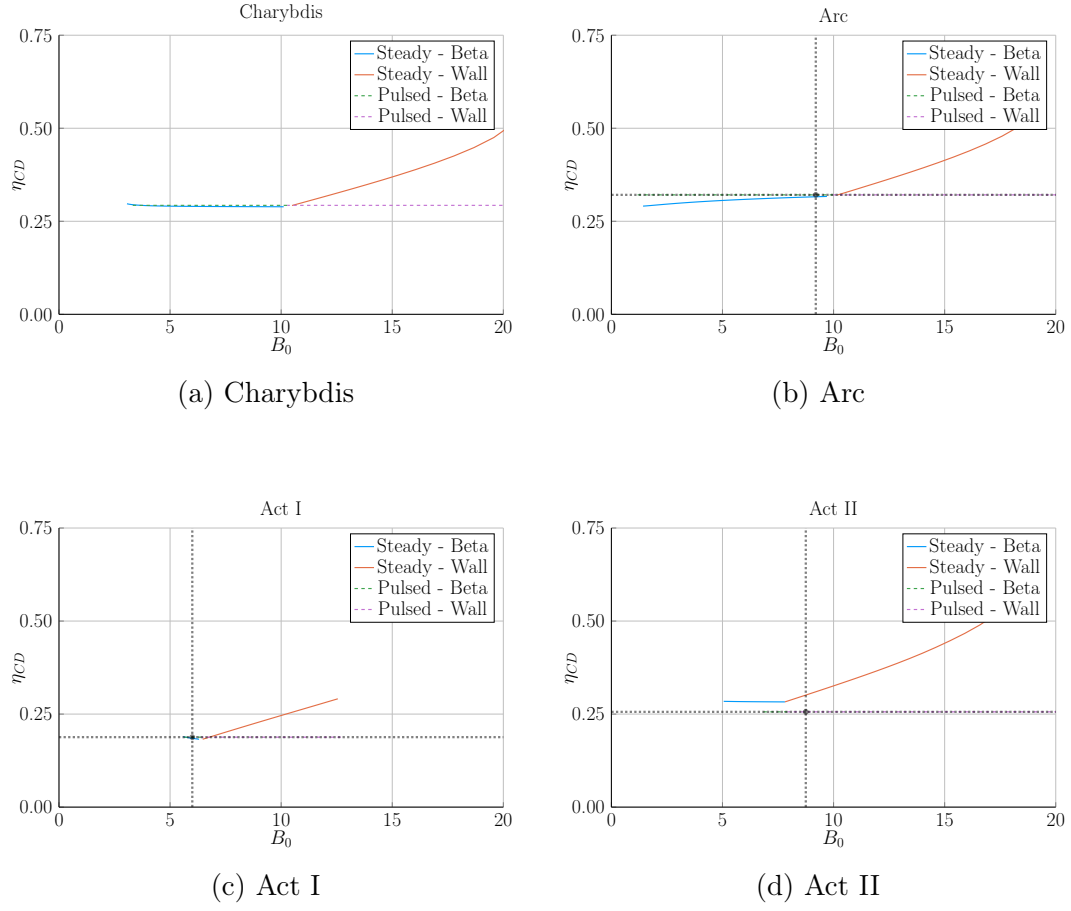 Charybdis
0.75
0.50
0.25
0.00
η_CD
Steady - Beta
Steady - Wall
Pulsed - Beta
Pulsed - Wall
0 5 10 15 20
B_0
(a) Charybdis
Arc
0.75
0.50
0.25
0.00
η_CD
Steady - Beta
Steady - Wall
Pulsed - Beta
Pulsed - Wall
0 5 10 15 20
B_0
(b) Arc
Act I
0.75
0.50
0.25
0.00
η_CD
Steady - Beta
Steady - Wall
Pulsed - Beta
Pulsed - Wall
0 5 10 15 20
B_0
(c) Act I
Act II
0.75
0.50
0.25
0.00
η_CD
Steady - Beta
Steady - Wall
Pulsed - Beta
Pulsed - Wall
0 5 10 15 20
B_0
(d) Act II